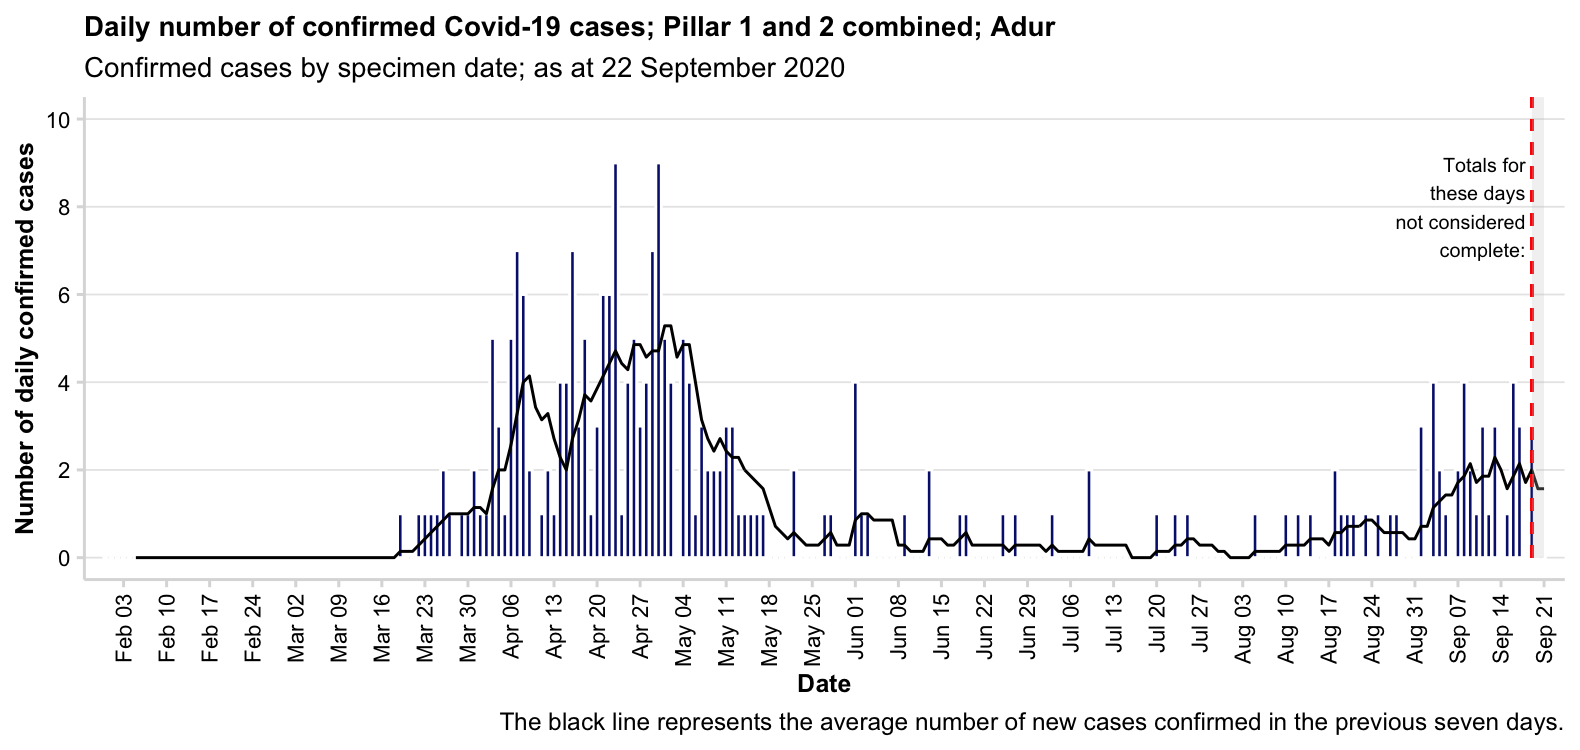 Daily number of confirmed Covid-19 cases; Pillar 1 and 2 combined; Adur
Confirmed cases by specimen date; as at 22 September 2020
Number of daily confirmed cases
10
8
6
4
2
0
Totals for
these days
not considered
complete:
Feb 03
Feb 10
Feb 17
Feb 24
Mar 02
Mar 09
Mar 16
Mar 23
Mar 30
Apr 06
Apr 13
Apr 20
Apr 27
May 04
May 11
May 18
May 25
Jun 01
Jun 08
Jun 15
Jun 22
Jun 29
Jul 06
Jul 13
Jul 20
Jul 27
Aug 03
Aug 10
Aug 17
Aug 24
Aug 31
Sep 07
Sep 14
Sep 21
Date
The black line represents the average number of new cases confirmed in the previous seven days.